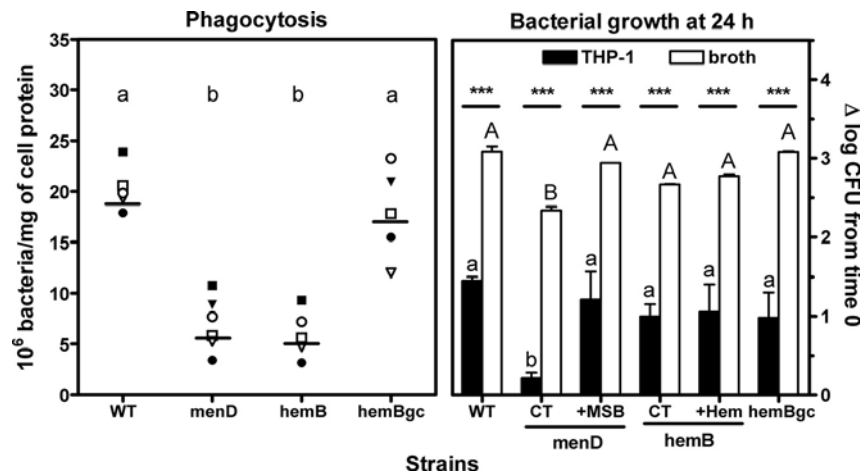 Phagocytosis
35
30
25
20
15
10
5
0
10⁶ bacteria/mg of cell protein
a b b a
WT menD hemB hemBgc
Bacterial growth at 24 h
THP-1 broth
*** *** *** *** *** ***
A B A A A A
a b a a a a
4
3
2
1
0
Δ log CFU from time 0
WT CT +MSB CT +Hem hemBgc
menD hemB
Strains